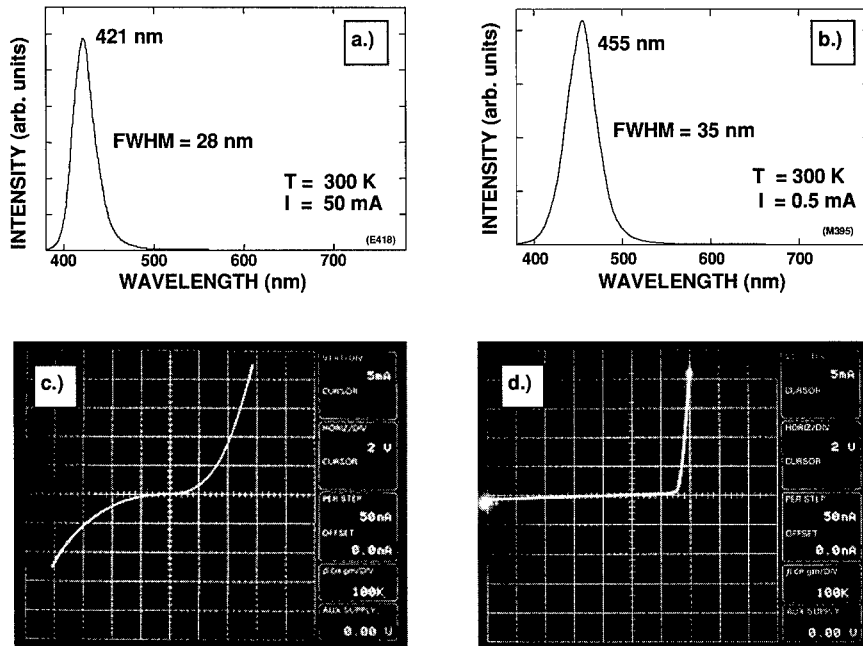 421 nm
a.)
FWHM = 28 nm
T = 300 K
I = 50 mA
(E418)
INTENSITY (arb. units)
400 500 600 700
WAVELENGTH (nm)
455 nm
b.)
FWHM = 35 nm
T = 300 K
I = 0.5 mA
(M395)
INTENSITY (arb. units)
400 500 600 700
WAVELENGTH (nm)
c.)
5mA
CURSOR
HORIZ/DIV
2 V
CURSOR
PER STEP
50nA
OFFSET
0.0nA
100K
AUX SUPPLY
0.00 V
d.)
5mA
CURSOR
HORIZ/DIV
2 V
CURSOR
PER STEP
50nA
OFFSET
0.0nA
100K
AUX SUPPLY
0.00 V